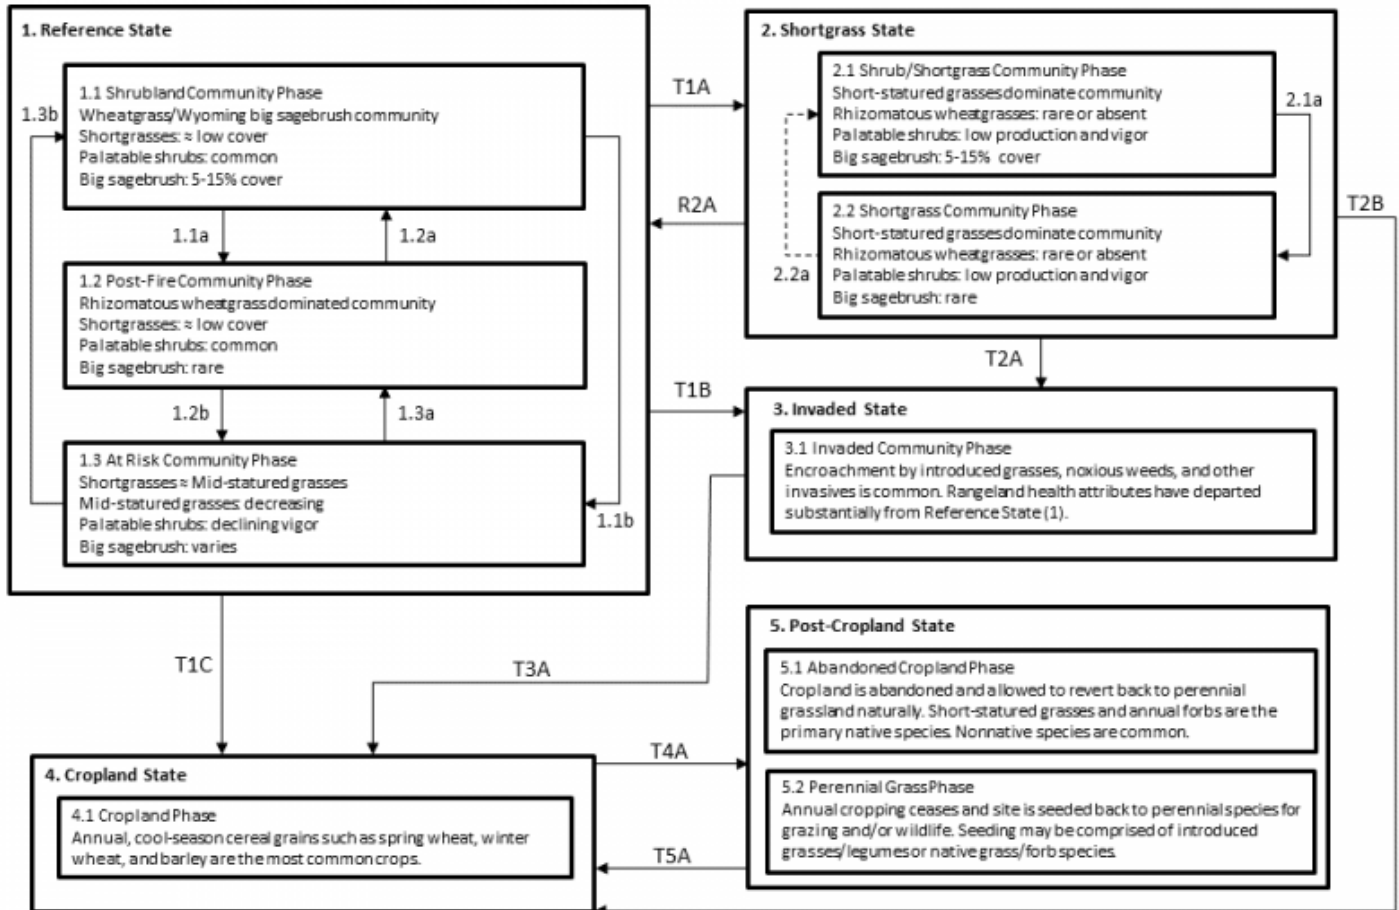 1. Reference State
1.1 Shrubland Community Phase
Wheatgrass/Wyoming big sagebrush community
Shortgrasses: ≈ low cover
Palatable shrubs: common
Big sagebrush: 5-15% cover
1.3b
1.1a
1.2a
1.2 Post-Fire Community Phase
Rhizomatous wheatgrass dominated community
Shortgrasses: ≈ low cover
Palatable shrubs: common
Big sagebrush: rare
1.2b
1.3a
1.3 At Risk Community Phase
Shortgrasses ≈ Mid-statured grasses
Mid-statured grasses: decreasing
Palatable shrubs: declining vigor
Big sagebrush: varies
1.1b
T1A
R2A
T1B
2. Shortgrass State
2.1 Shrub/Shortgrass Community Phase
Short-statured grasses dominate community
Rhizomatous wheatgrasses: rare or absent
Palatable shrubs: low production and vigor
Big sagebrush: 5-15% cover
2.1a
2.2 Shortgrass Community Phase
Short-statured grasses dominate community
Rhizomatous wheatgrasses: rare or absent
Palatable shrubs: low production and vigor
Big sagebrush: rare
2.2a
T2B
T2A
3. Invaded State
3.1 Invaded Community Phase
Encroachment by introduced grasses, noxious weeds, and other
invasives is common. Rangeland health attributes have departed
substantially from Reference State (1).
T1C
T3A
4. Cropland State
4.1 Cropland Phase
Annual, cool-season cereal grains such as spring wheat, winter
wheat, and barley are the most common crops.
T4A
T5A
5. Post-Cropland State
5.1 Abandoned Cropland Phase
Cropland is abandoned and allowed to revert back to perennial
grassland naturally. Short-statured grasses and annual forbs are the
primary native species. Nonnative species are common.
5.2 Perennial Grass Phase
Annual cropping ceases and site is seeded back to perennial species for
grazing and/or wildlife. Seeding may be comprised of introduced
grasses/legumes or native grass/forb species.